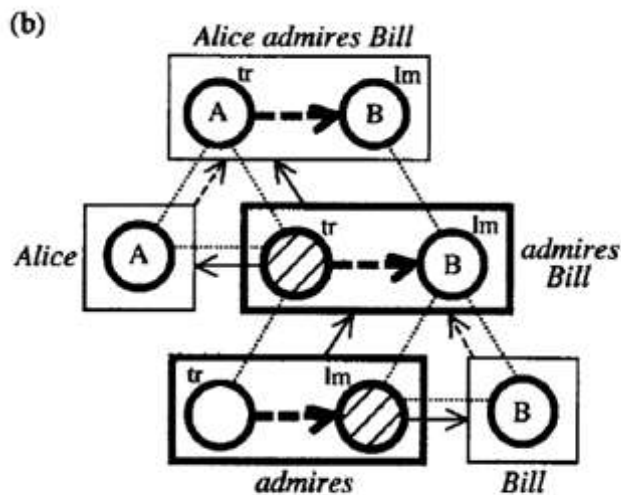 (b)
Alice admires Bill
tr
lm
A
B
Alice
A
tr
lm
B
admires
Bill
tr
lm
B
admires
Bill